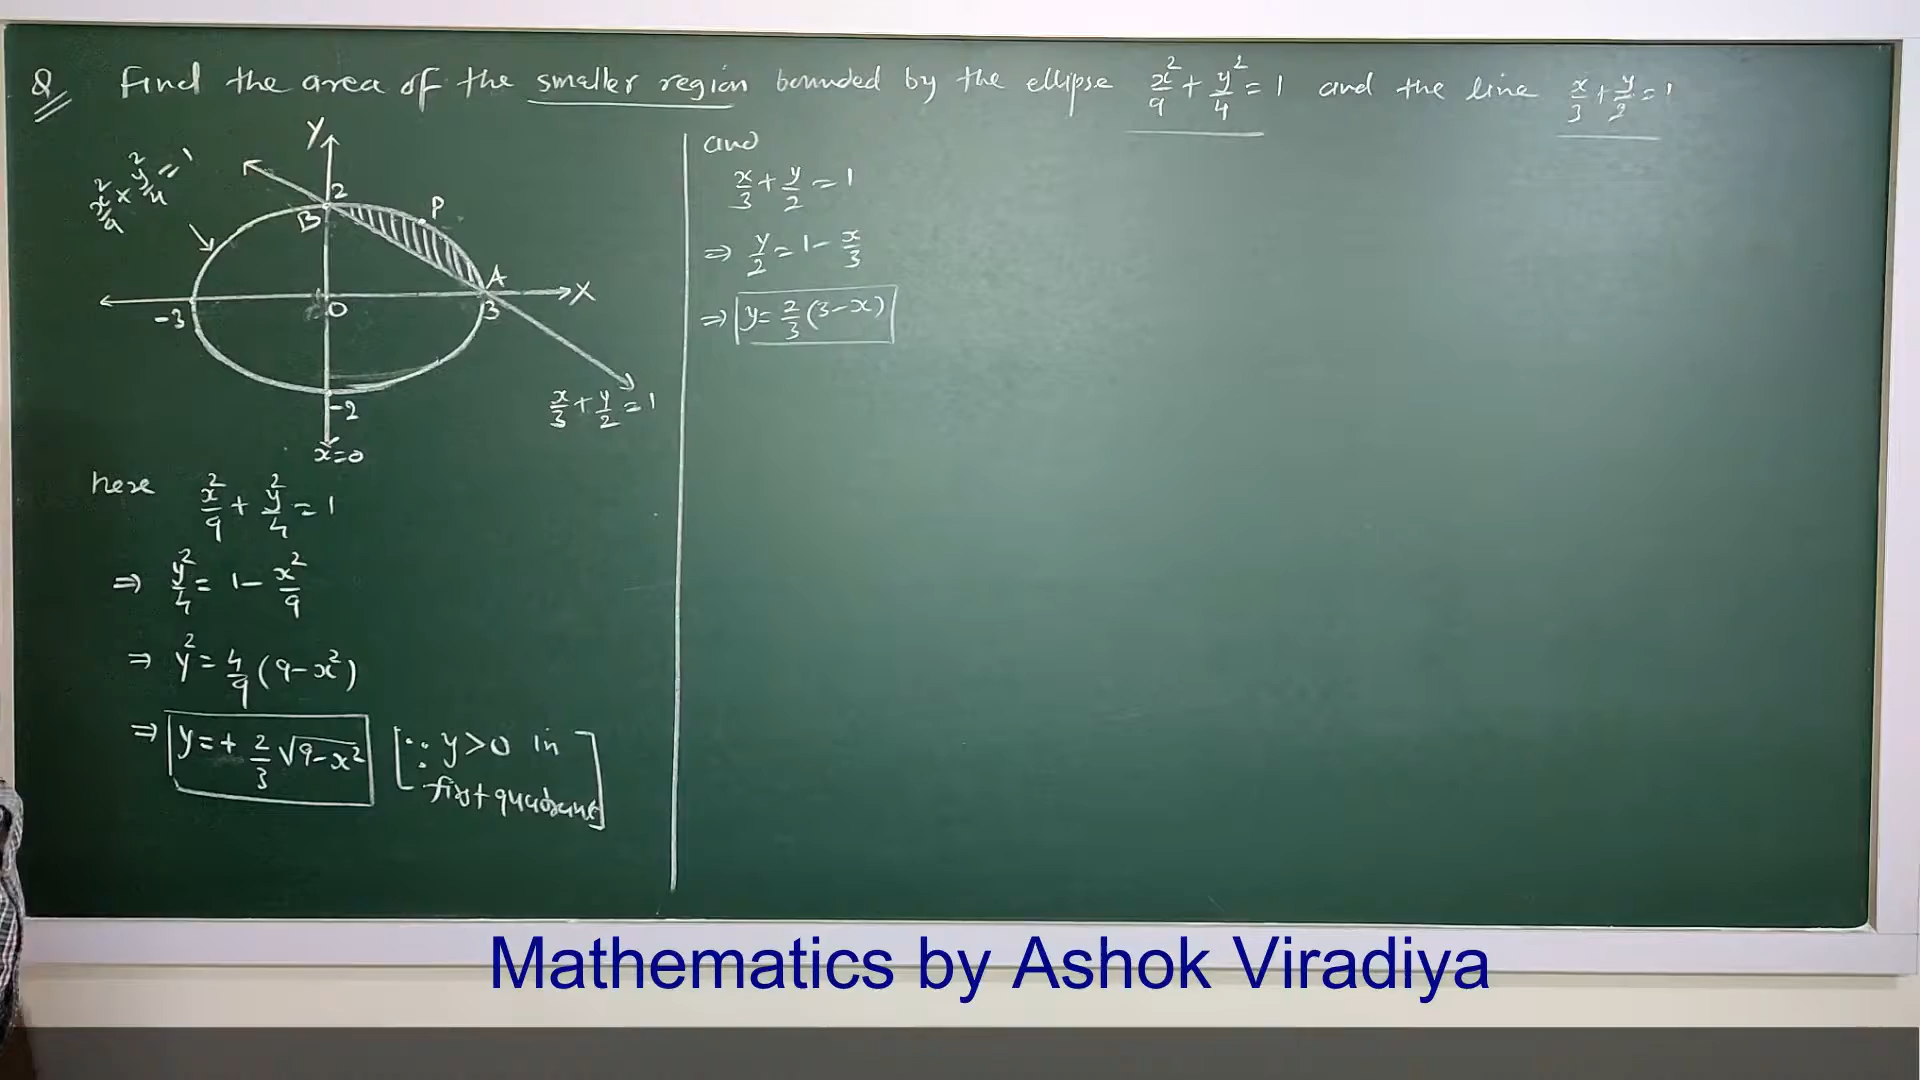 Q Find the area of the smaller region bounded by the ellipse x²/9 + y²/4 = 1 and the line x/3 + y/2 = 1
Y
x²/9 × y²/4 = 1
2
B
P
A
X
-3
O
3
-2
x=0
x/3 + y/2 = 1
here x²/9 + y²/4 = 1
⇒ y²/4 = 1 - x²/9
⇒ y² = 4/9 (9-x²)
⇒ y = + 2/3 √9-x² [∵ y>0 in
first quadrant]
and
x/3 + y/2 = 1
⇒ y/2 = 1 - x/3
⇒ y = 2/3 (3-x)
Mathematics by Ashok Viradiya